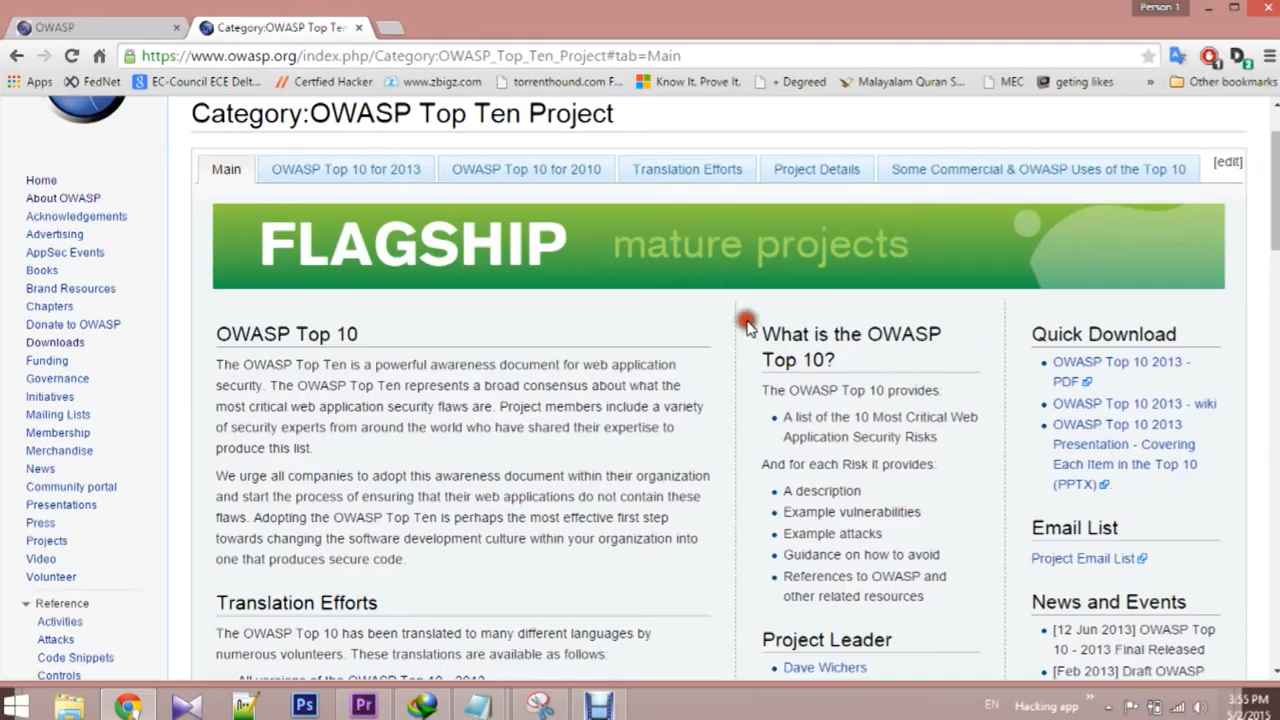 Person 1
OWASP
Category:OWASP Top Ten
https://www.owasp.org/index.php/Category:OWASP_Top_Ten_Project#tab=Main
Apps FedNet EC-Council ECE Delt... Certfied Hacker www.zbigz.com torrenthound.com F... Know It. Prove It. + Degreed Malayalam Quran S... MEC geting likes » Other bookmarks
Category:OWASP Top Ten Project
Main OWASP Top 10 for 2013 OWASP Top 10 for 2010 Translation Efforts Project Details Some Commercial & OWASP Uses of the Top 10 [edit]
FLAGSHIP mature projects
Home
About OWASP
Acknowledgements
Advertising
AppSec Events
Books
Brand Resources
Chapters
Donate to OWASP
Downloads
Funding
Governance
Initiatives
Mailing Lists
Membership
Merchandise
News
Community portal
Presentations
Press
Projects
Video
Volunteer
Reference
Activities
Attacks
Code Snippets
Controls
OWASP Top 10
The OWASP Top Ten is a powerful awareness document for web application
security. The OWASP Top Ten represents a broad consensus about what the
most critical web application security flaws are. Project members include a variety
of security experts from around the world who have shared their expertise to
produce this list.
We urge all companies to adopt this awareness document within their organization
and start the process of ensuring that their web applications do not contain these
flaws. Adopting the OWASP Top Ten is perhaps the most effective first step
towards changing the software development culture within your organization into
one that produces secure code.
Translation Efforts
The OWASP Top 10 has been translated to many different languages by
numerous volunteers. These translations are available as follows:
All versions of the OWASP Top 10 - 2013
What is the OWASP
Top 10?
The OWASP Top 10 provides:
• A list of the 10 Most Critical Web
Application Security Risks
And for each Risk it provides:
• A description
• Example vulnerabilities
• Example attacks
• Guidance on how to avoid
• References to OWASP and
other related resources
Project Leader
• Dave Wichers
Quick Download
• OWASP Top 10 2013 -
PDF
• OWASP Top 10 2013 - wiki
• OWASP Top 10 2013
Presentation - Covering
Each Item in the Top 10
(PPTX).
Email List
Project Email List
News and Events
• [12 Jun 2013] OWASP Top
10 - 2013 Final Released
• [Feb 2013] Draft OWASP
Ps Pr
EN Hacking app »
3:55 PM
5/2/2015